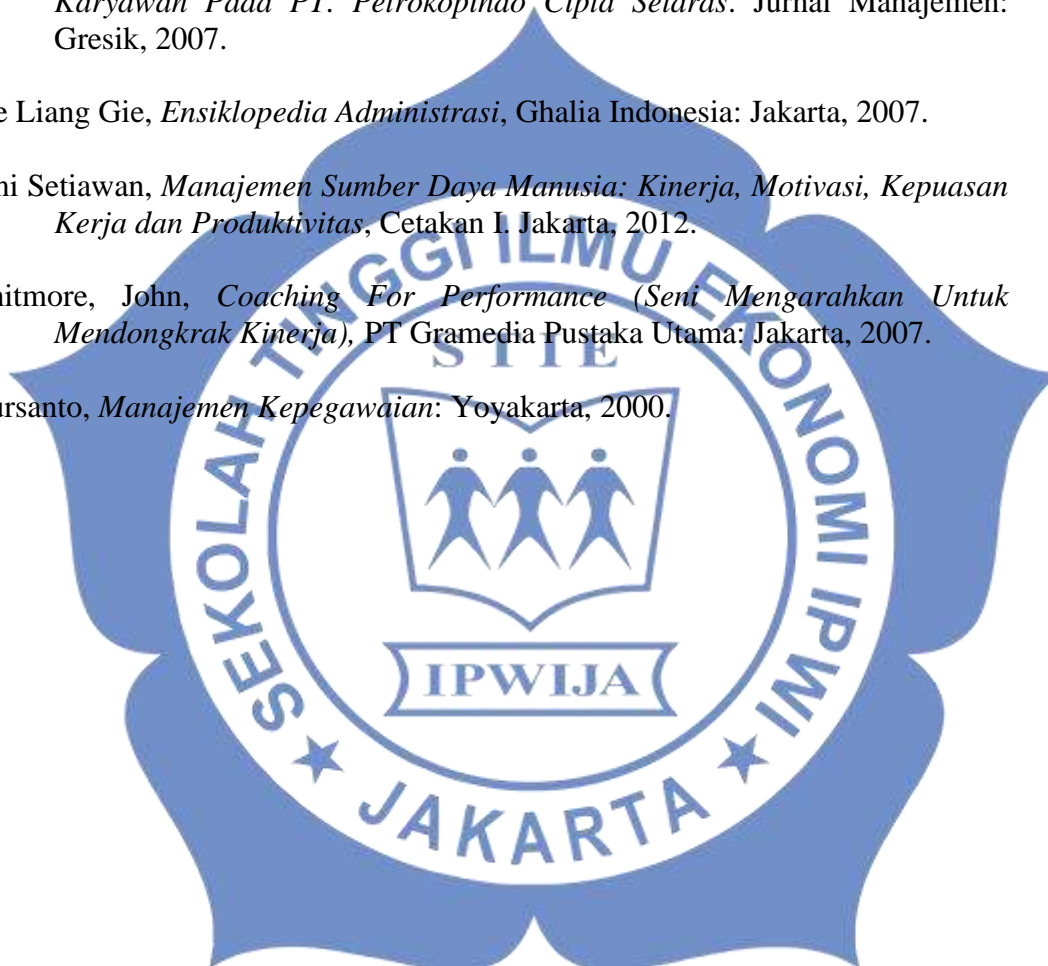 Karyawan Pada PT. Petrokopindo Cipta Selaras. Jurnal Manajemen:
Gresik, 2007.
e Liang Gie, Ensiklopedia Administrasi, Ghalia Indonesia: Jakarta, 2007.
ni Setiawan, Manajemen Sumber Daya Manusia: Kinerja, Motivasi, Kepuasan
Kerja dan Produktivitas, Cetakan I. Jakarta, 2012.
hitmore, John, Coaching For Performance (Seni Mengarahkan Untuk
Mendongkrak Kinerja), PT Gramedia Pustaka Utama: Jakarta, 2007.
ursanto, Manajemen Kepegawaian: Yoyakarta, 2000.
SEKOLAH TINGGI ILMU EKONOMI IPWI
STIE
IPWIJA
JAKARTA